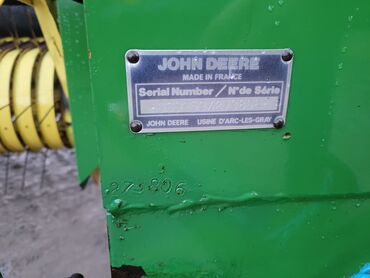 JOHN DEERE
MADE IN FRANCE
Serial Number / N° de Série
JOHN DEERE USINE D'ARC-LES-GRAY
273806